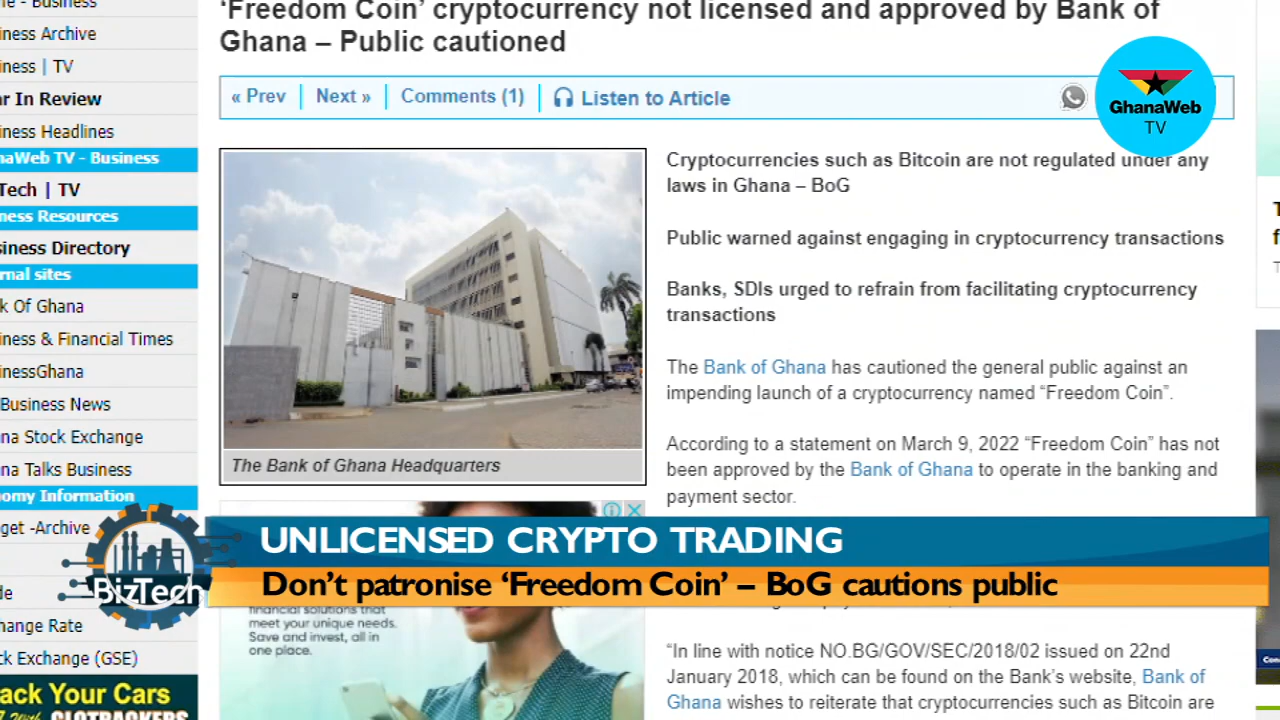 ness - Business
iness Archive
iness | TV
ar In Review
iness Headlines
naWeb TV - Business
Tech | TV
ness Resources
siness Directory
rnal sites
k Of Ghana
iness & Financial Times
inessGhana
Business News
na Stock Exchange
na Talks Business
nomy Information
get -Archive
de
hange Rate
ck Exchange (GSE)
ack Your Cars
‘Freedom Coin’ cryptocurrency not licensed and approved by Bank of
Ghana – Public cautioned
« Prev
Next »
Comments (1)
Listen to Article
GhanaWeb
TV
The Bank of Ghana Headquarters
Cryptocurrencies such as Bitcoin are not regulated under any
laws in Ghana – BoG
Public warned against engaging in cryptocurrency transactions
Banks, SDIs urged to refrain from facilitating cryptocurrency
transactions
The Bank of Ghana has cautioned the general public against an
impending launch of a cryptocurrency named “Freedom Coin”.
According to a statement on March 9, 2022 “Freedom Coin” has not
been approved by the Bank of Ghana to operate in the banking and
payment sector.
BizTech
UNLICENSED CRYPTO TRADING
Don’t patronise ‘Freedom Coin’ – BoG cautions public
financial solutions that
meet your unique needs.
Save and invest, all in
one place.
“In line with notice NO.BG/GOV/SEC/2018/02 issued on 22nd
January 2018, which can be found on the Bank’s website, Bank of
Ghana wishes to reiterate that cryptocurrencies such as Bitcoin are